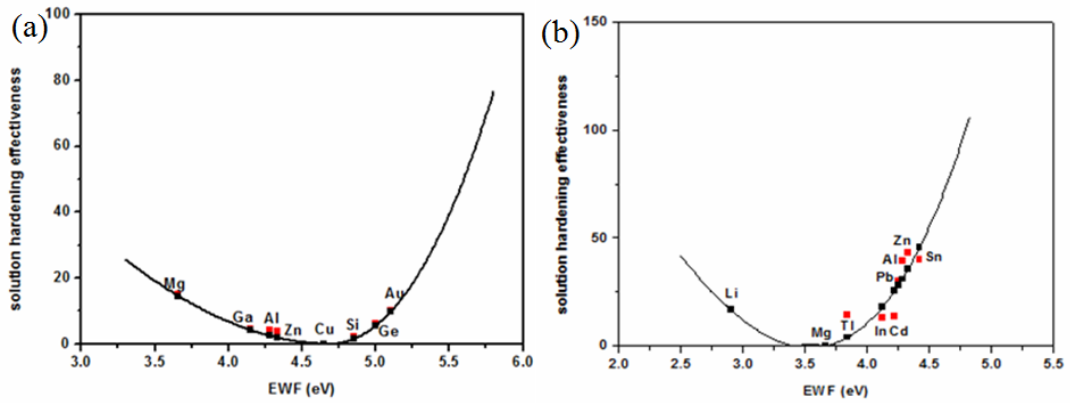 (a)
solution hardening effectiveness
100
80
60
40
20
0
Mg
Ga
Al
Zn
Cu
Si
Ge
Au
3.0 3.5 4.0 4.5 5.0 5.5 6.0
EWF (eV)
(b)
solution hardening effectiveness
150
100
50
0
Li
Mg
Tl
In
Cd
Pb
Al
Zn
Sn
2.0 2.5 3.0 3.5 4.0 4.5 5.0 5.5
EWF (eV)